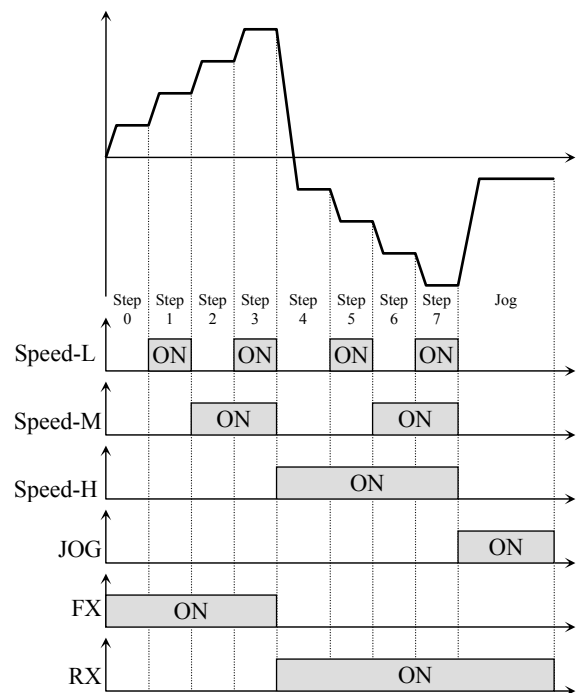 Step Step Step Step Step Step Step Step Jog
0 1 2 3 4 5 6 7
Speed-L ON ON ON ON
Speed-M ON ON
Speed-H ON
JOG ON
FX ON
RX ON